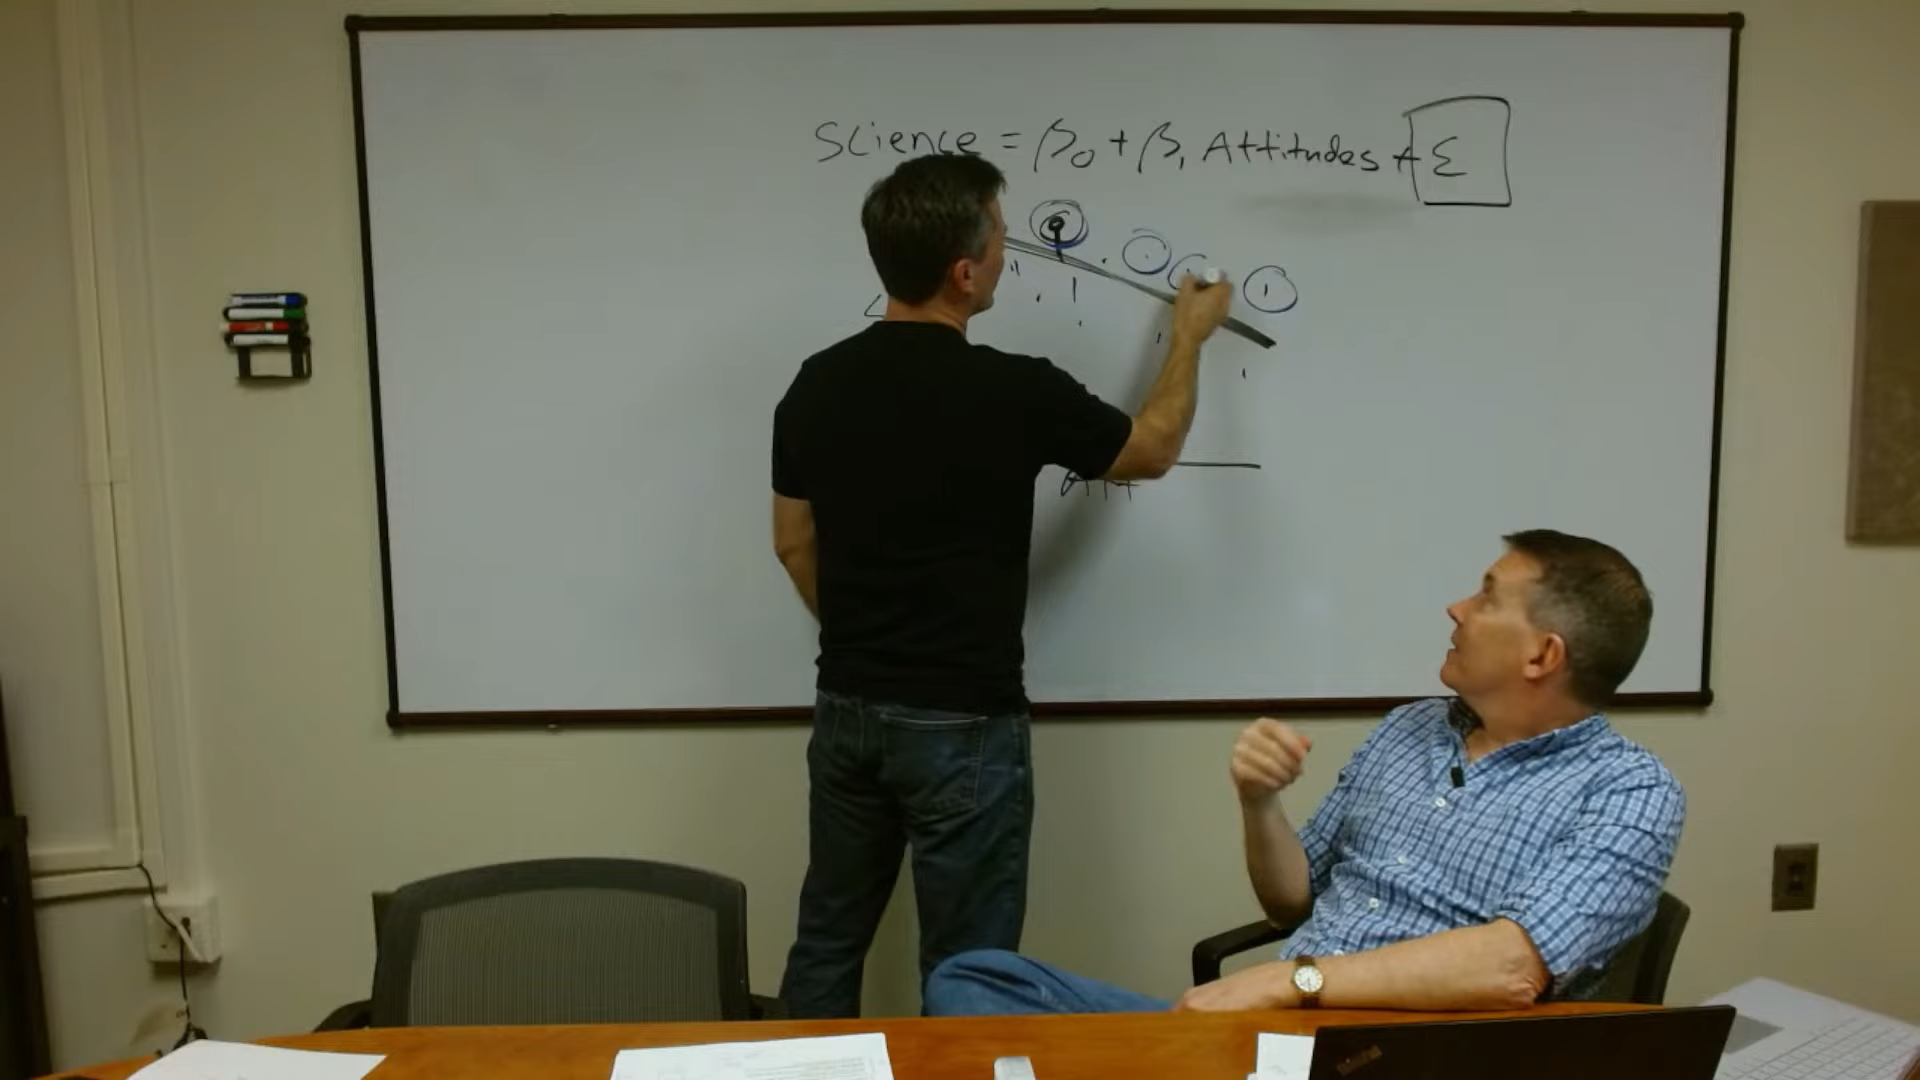 Science = β₀ + β₁ Attitudes + ε
Att